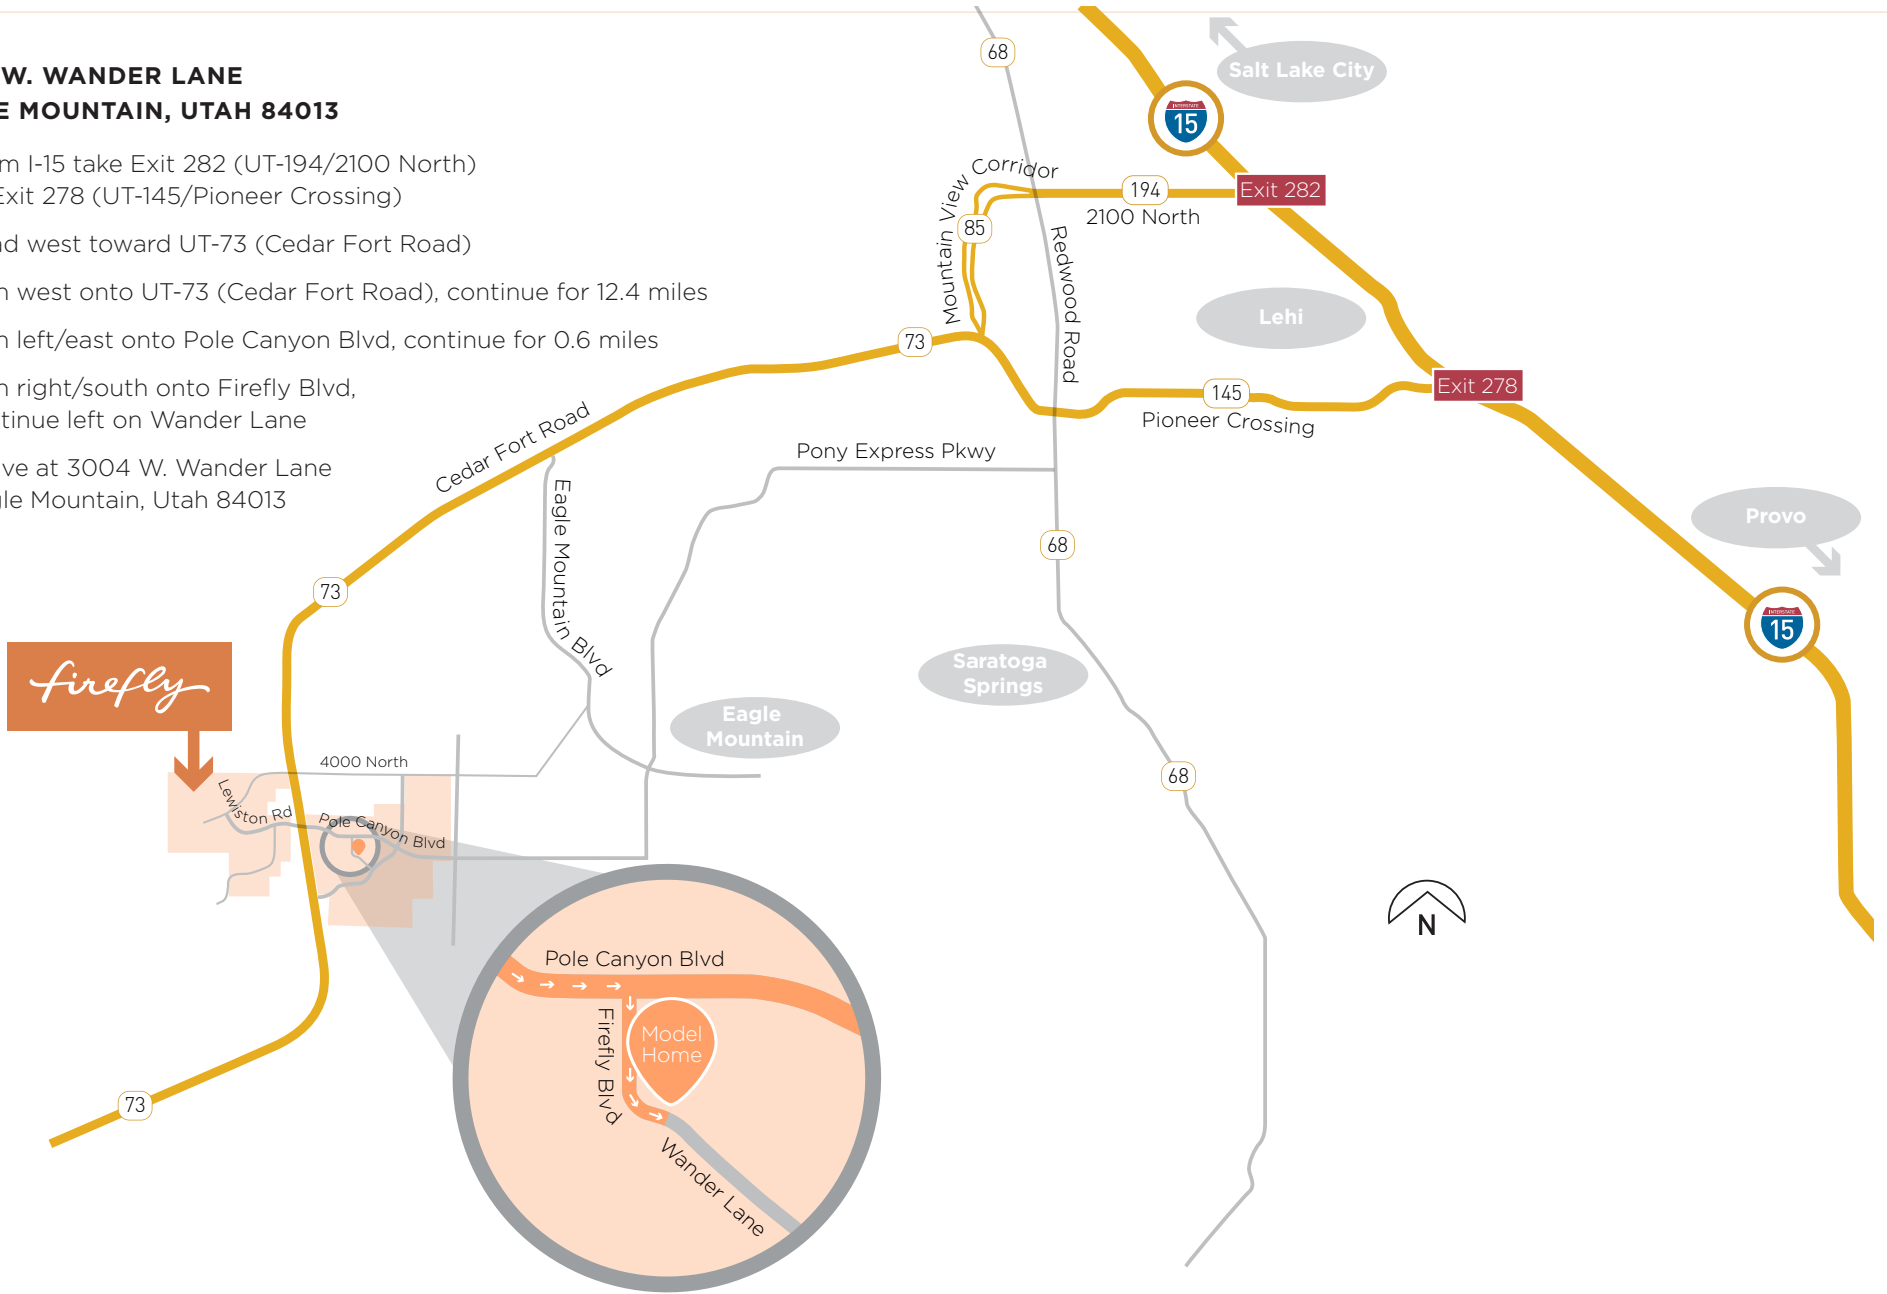 W. WANDER LANE
E MOUNTAIN, UTAH 84013
m I-15 take Exit 282 (UT-194/2100 North)
Exit 278 (UT-145/Pioneer Crossing)
ad west toward UT-73 (Cedar Fort Road)
n west onto UT-73 (Cedar Fort Road), continue for 12.4 miles
n left/east onto Pole Canyon Blvd, continue for 0.6 miles
n right/south onto Firefly Blvd,
tinue left on Wander Lane
ve at 3004 W. Wander Lane
gle Mountain, Utah 84013
68
Salt Lake City
INTERSTATE
15
Mountain View Corridor
194
Exit 282
2100 North
85
Redwood Road
Lehi
73
Exit 278
145
Pioneer Crossing
Cedar Fort Road
Pony Express Pkwy
Eagle Mountain Blvd
Provo
68
73
INTERSTATE
15
firefly
Saratoga
Springs
Eagle
Mountain
4000 North
68
Lewiston Rd
Pole Canyon Blvd
N
Pole Canyon Blvd
Firefly Blvd
Model
Home
73
Wander Lane